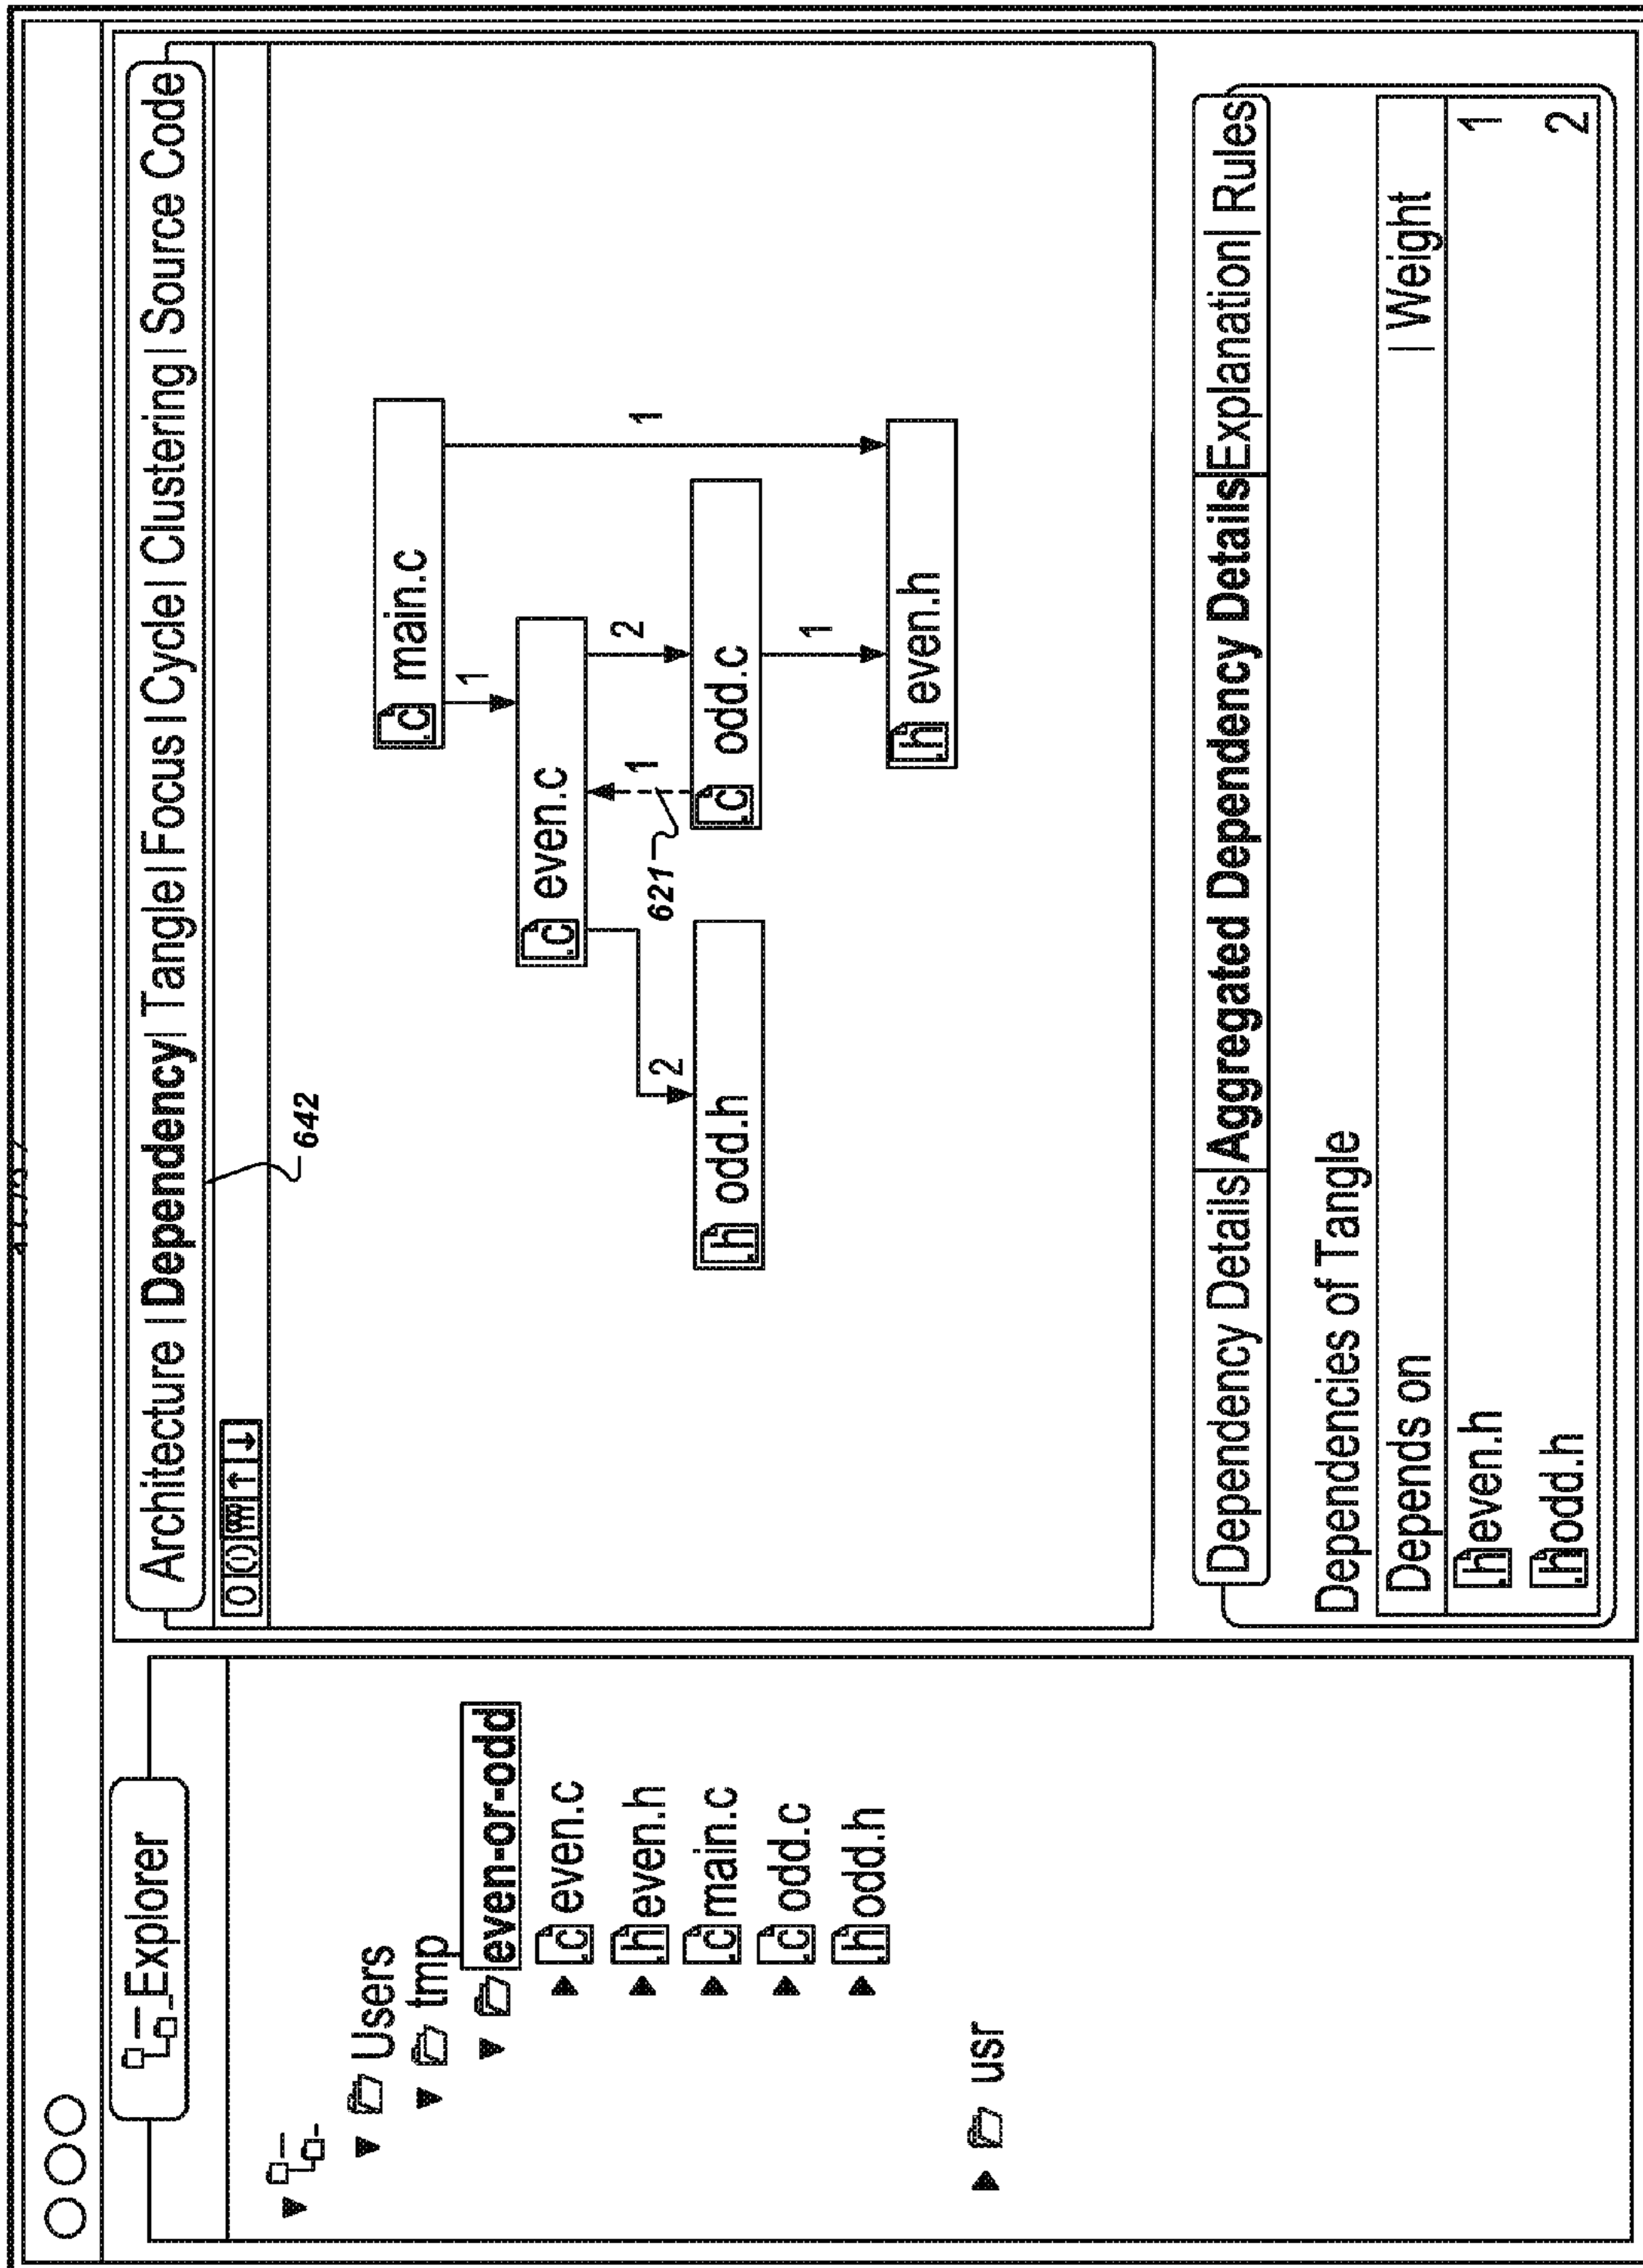 Explorer
Users
tmp
even-or-odd
.c even.c
.h even.h
.c main.c
.c odd.c
.h odd.h
usr
Architecture | Dependency | Tangle | Focus | Cycle | Clustering | Source Code
642
.c main.c
1
1
.c even.c
2
2
1
621
.h odd.h
.c odd.c
1
.h even.h
Dependency Details | Aggregated Dependency Details Explanation | Rules
Dependencies of Tangle
Depends on | Weight
.h even.h 1
.h odd.h 2